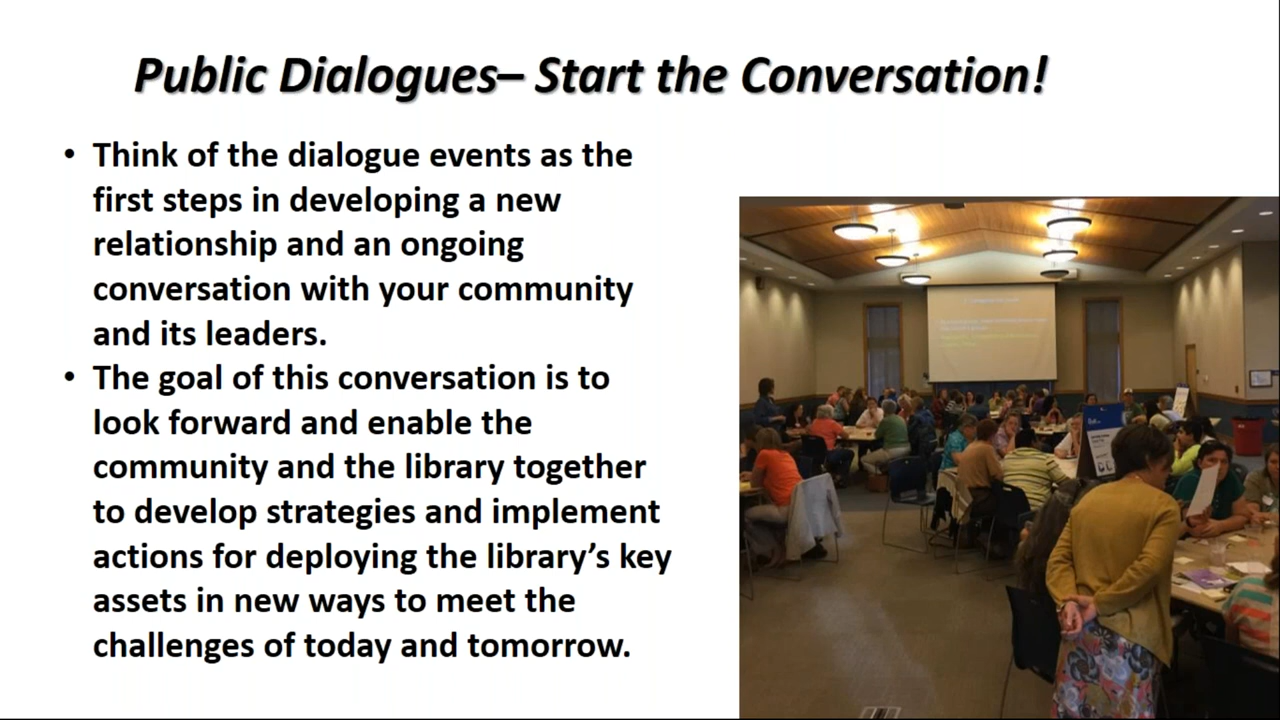 Public Dialogues– Start the Conversation!
• Think of the dialogue events as the
first steps in developing a new
relationship and an ongoing
conversation with your community
and its leaders.
• The goal of this conversation is to
look forward and enable the
community and the library together
to develop strategies and implement
actions for deploying the library’s key
assets in new ways to meet the
challenges of today and tomorrow.